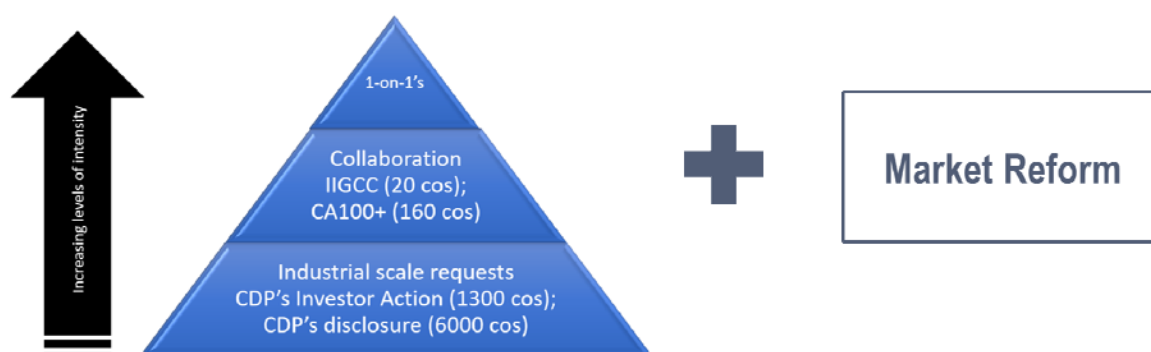 Increasing levels of intensity
1-on-1's
Collaboration
IIGCC (20 cos);
CA100+ (160 cos)
Industrial scale requests
CDP's Investor Action (1300 cos);
CDP's disclosure (6000 cos)
Market Reform